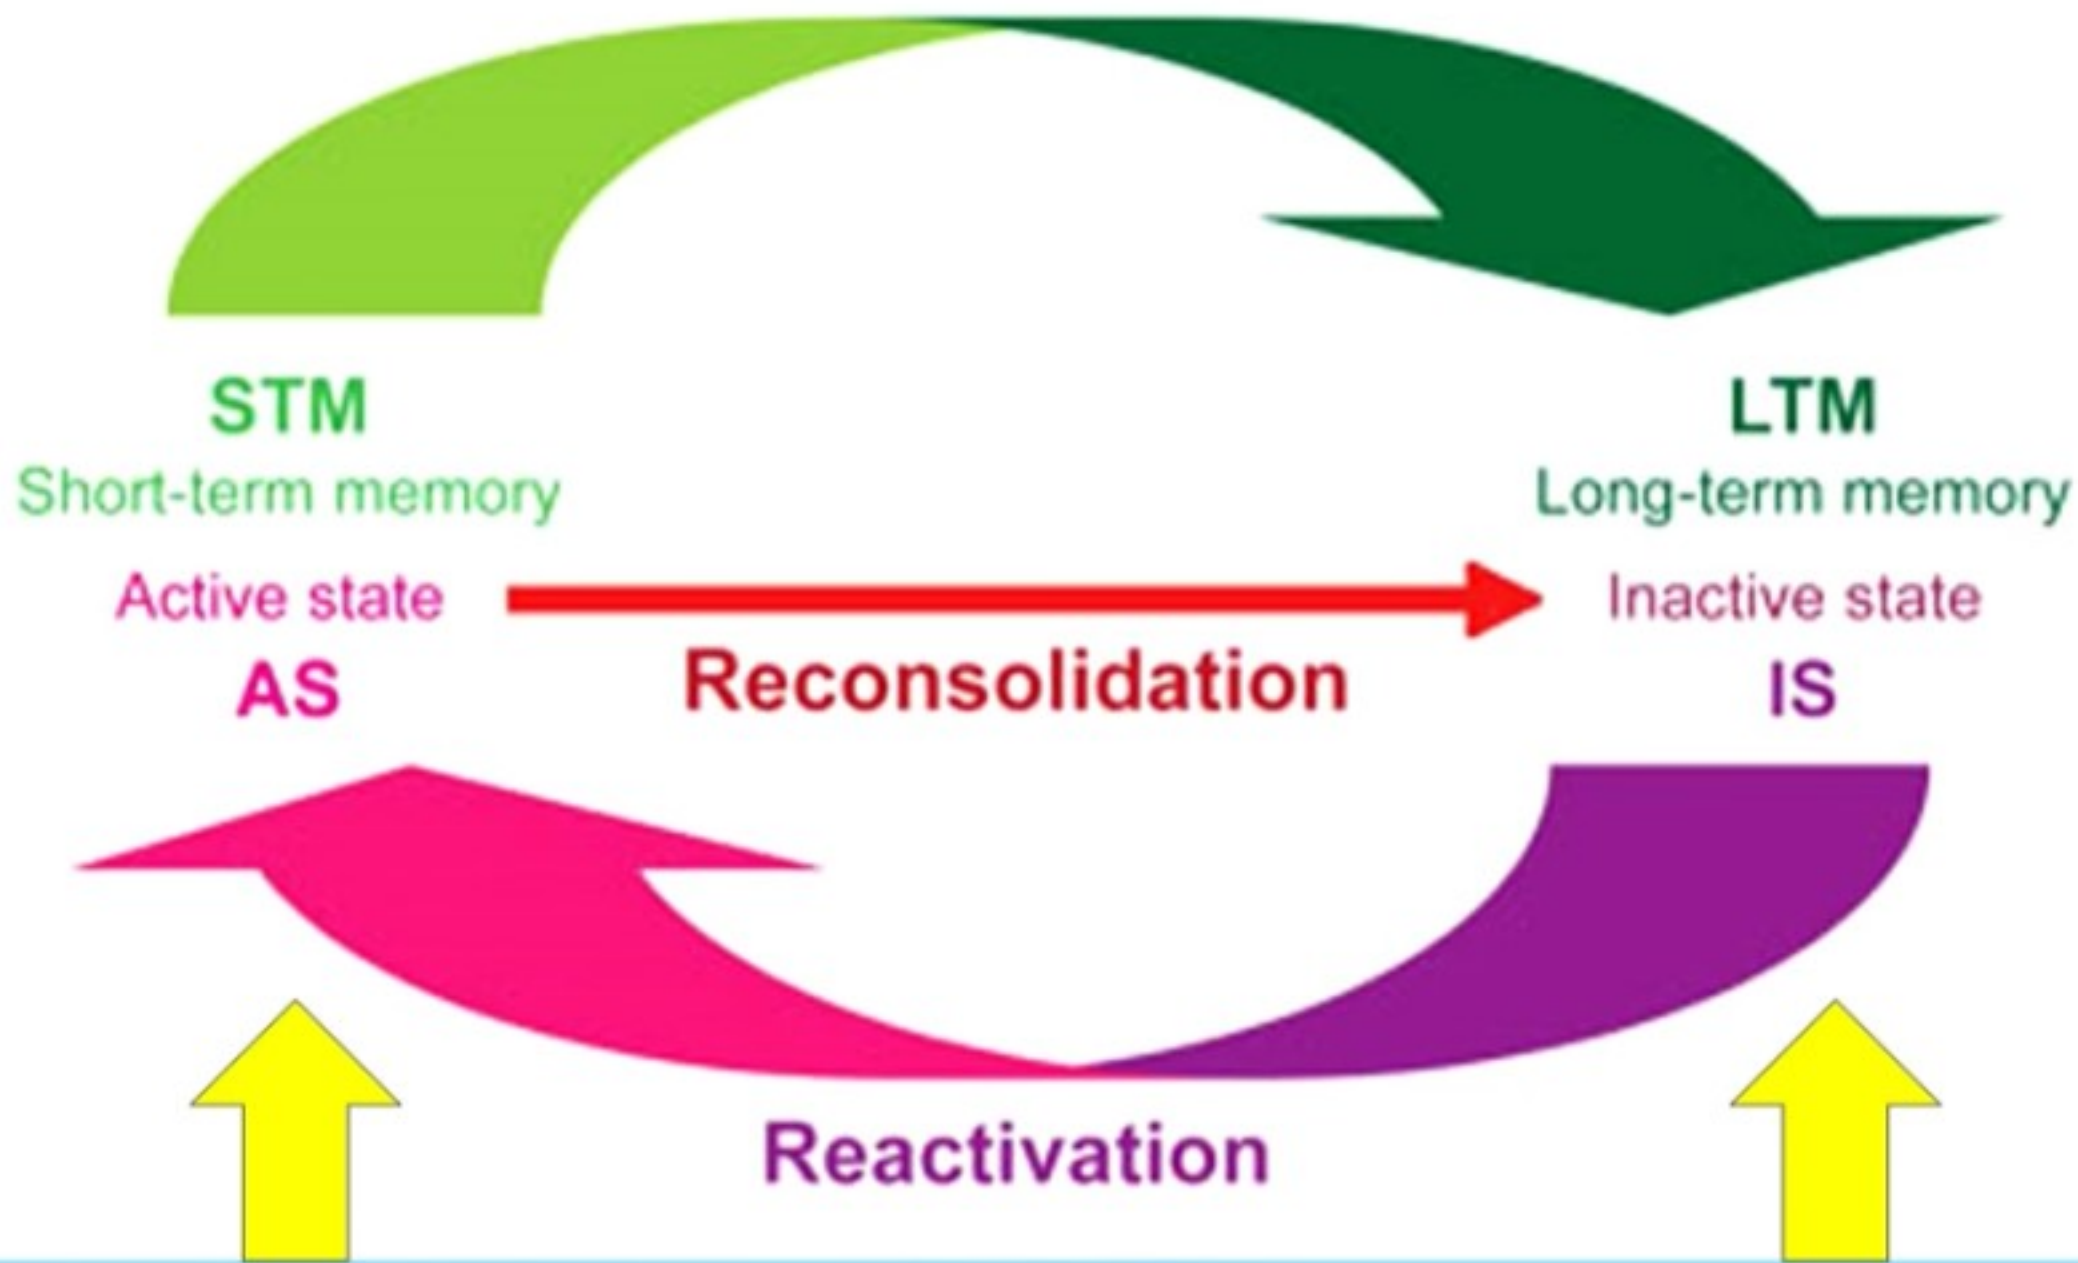 STM
Short-term memory
LTM
Long-term memory
Active state
AS
Inactive state
IS
Reconsolidation
Reactivation